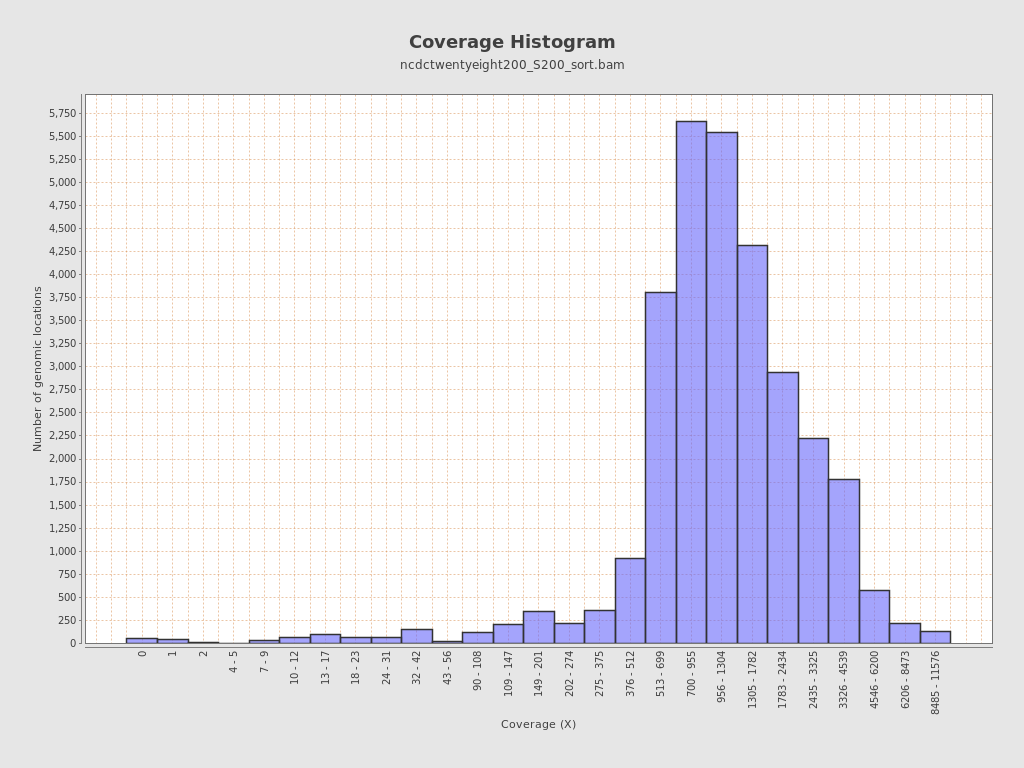 Coverage Histogram
ncdctwentyeight200_S200_sort.bam
Number of genomic locations
5,750
5,500
5,250
5,000
4,750
4,500
4,250
4,000
3,750
3,500
3,250
3,000
2,750
2,500
2,250
2,000
1,750
1,500
1,250
1,000
750
500
250
0
0
1
2
4 - 5
7 - 9
10 - 12
13 - 17
18 - 23
24 - 31
32 - 42
43 - 56
90 - 108
109 - 147
149 - 201
202 - 274
275 - 375
376 - 512
513 - 699
700 - 955
956 - 1304
1305 - 1782
1783 - 2434
2435 - 3325
3326 - 4539
4546 - 6200
6206 - 8473
8485 - 11576
Coverage (X)